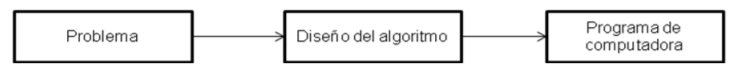 Problema
Diseño del algoritmo
Programa de
computadora